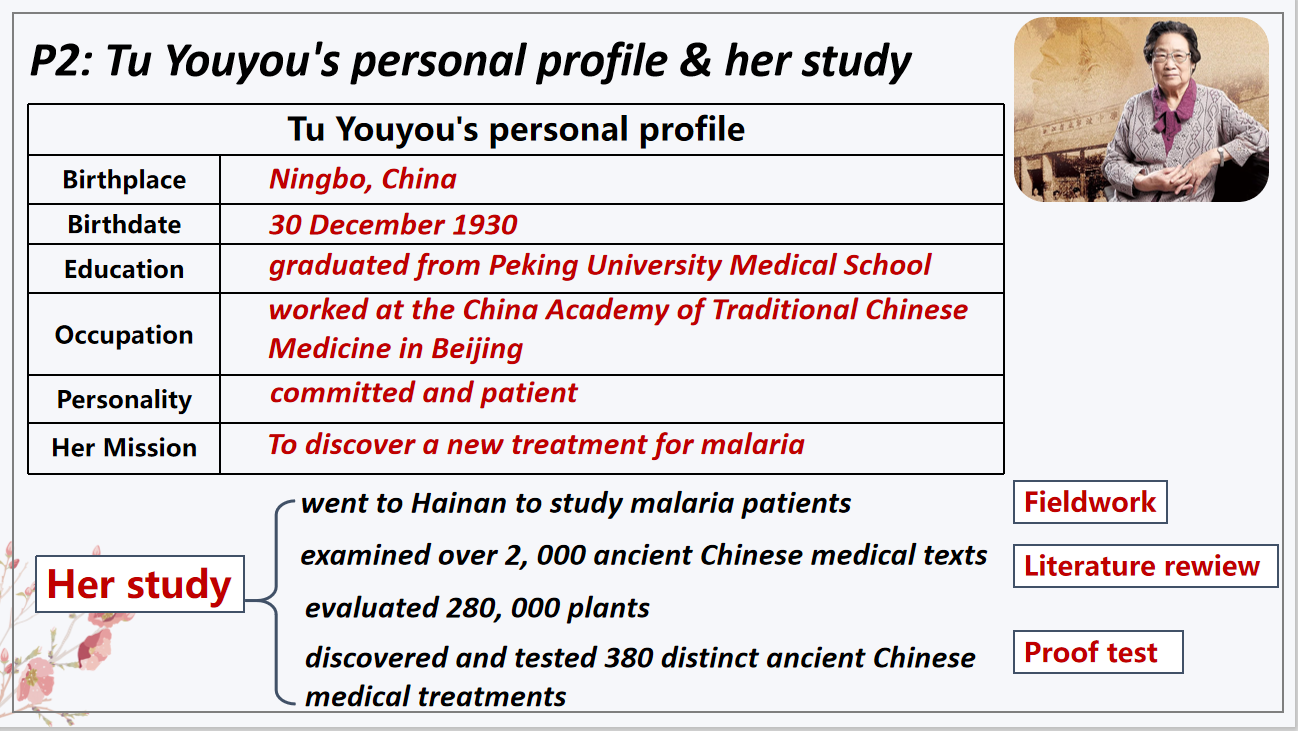 P2: Tu Youyou's personal profile & her study
Tu Youyou's personal profile
Birthplace
Ningbo, China
Birthdate
30 December 1930
Education
graduated from Peking University Medical School
Occupation
worked at the China Academy of Traditional Chinese
Medicine in Beijing
Personality
committed and patient
Her Mission
To discover a new treatment for malaria
Her study
went to Hainan to study malaria patients
Fieldwork
examined over 2, 000 ancient Chinese medical texts
Literature rewiew
evaluated 280, 000 plants
discovered and tested 380 distinct ancient Chinese
medical treatments
Proof test